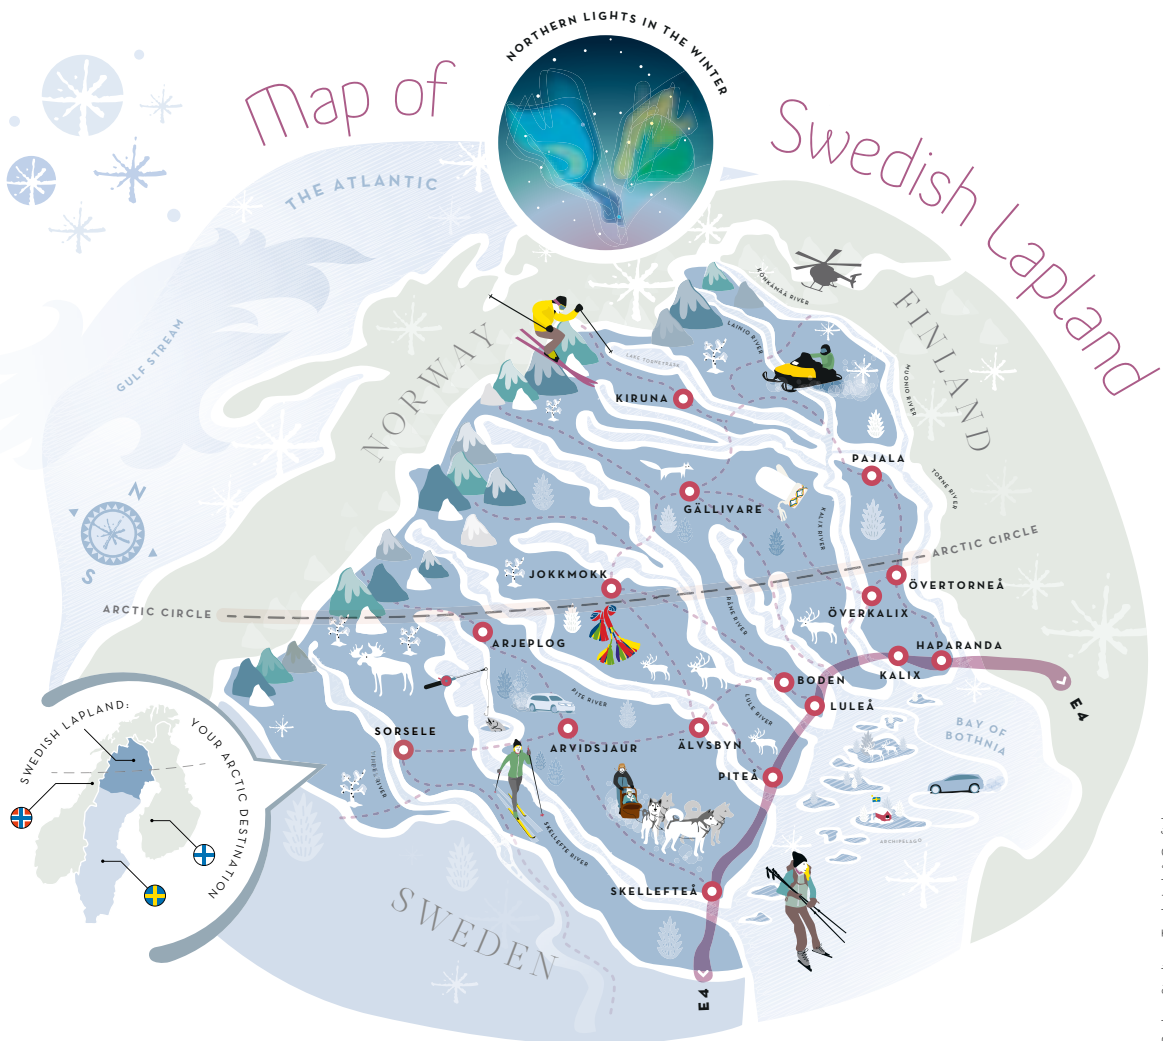 NORTHERN LIGHTS IN THE WINTER
Map of
Swedish Lapland
THE ATLANTIC
GULF STREAM
NORWAY
FINLAND
KÖNKÄMÄÄ RIVER
LAINIO RIVER
LAKE TORNETRÄSK
MUONIO RIVER
KIRUNA
PAJALA
TORNE RIVER
GÄLLIVARE
KALIX RIVER
N
S
ARCTIC CIRCLE
JOKKMOKK
ÖVERTORNEÅ
ÖVERKALIX
ARCTIC CIRCLE
RÅNE RIVER
ARJEPLOG
HAPARANDA
KALIX
BODEN
LULEÅ
E4
PITE RIVER
LULE RIVER
SORSELE
ARVIDSJAUR
ÄLVSBYN
BAY OF
BOTHNIA
PITEÅ
VINDEL RIVER
SKELLEFTE RIVER
ARCHIPELAGO
SKELLEFTEÅ
SWEDEN
E4
SWEDISH LAPLAND:
YOUR ARCTIC DESTINATION